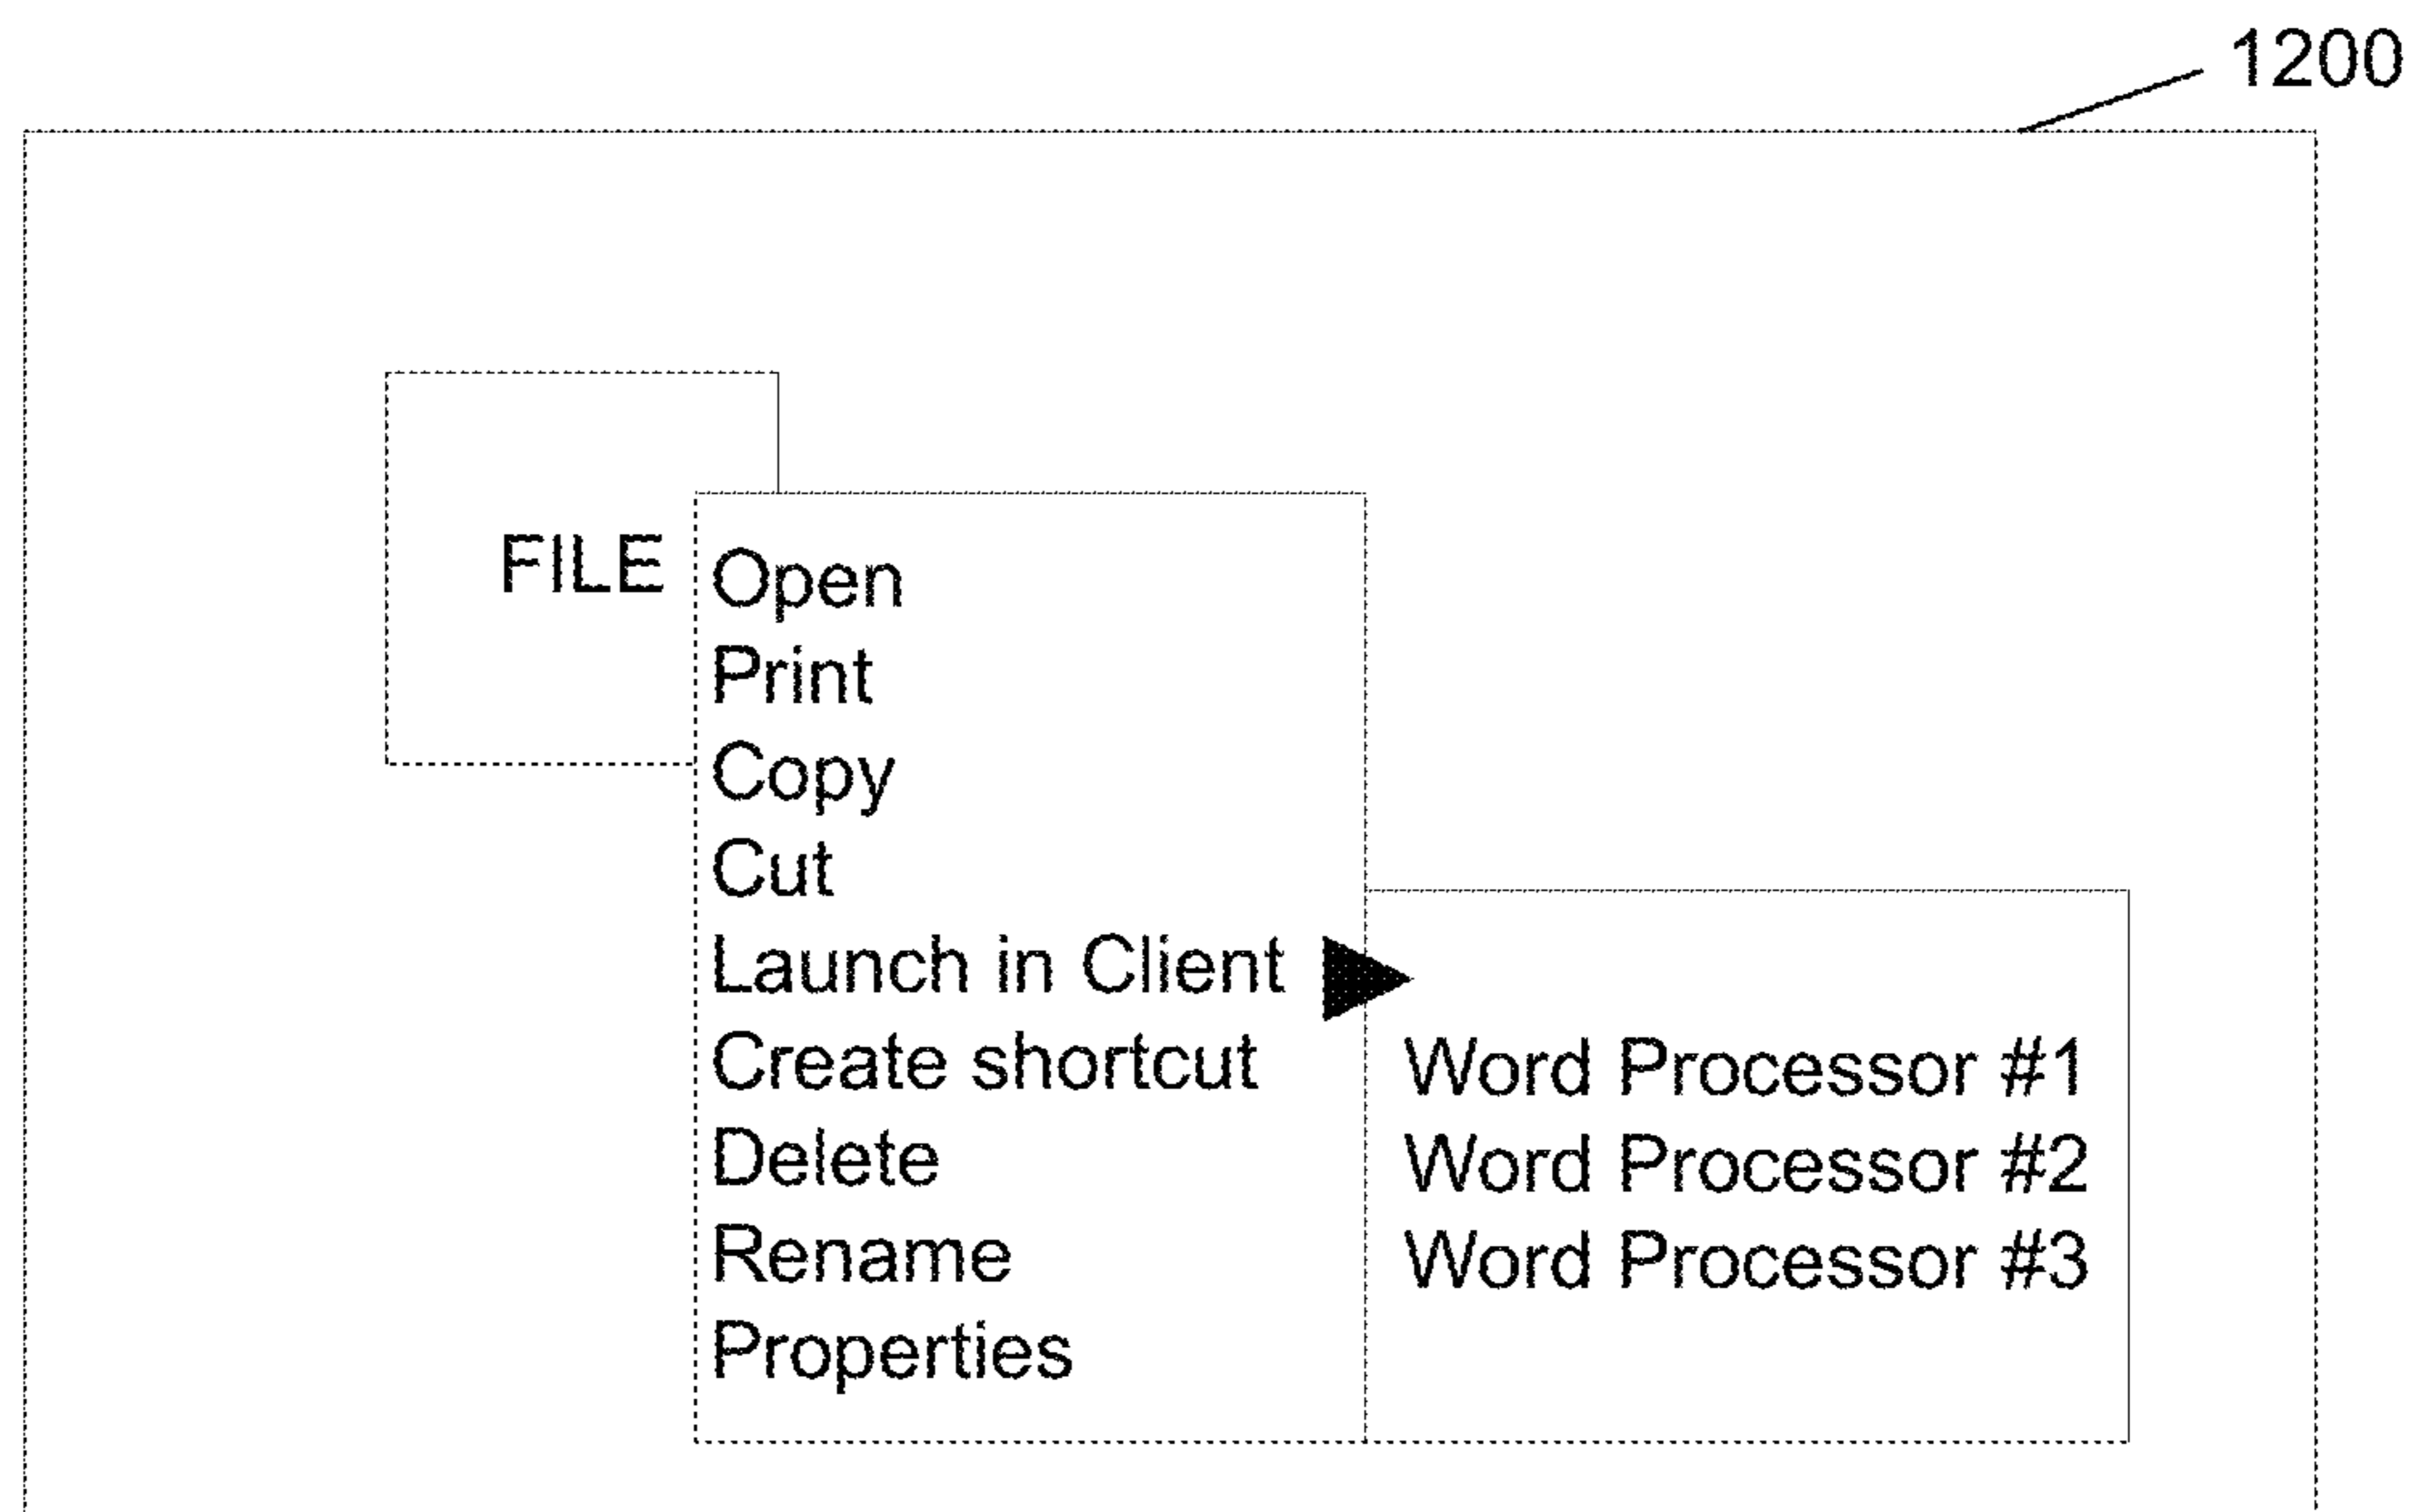 1200
FILE
Open
Print
Copy
Cut
Launch in Client
Create shortcut
Delete
Rename
Properties
Word Processor #1
Word Processor #2
Word Processor #3